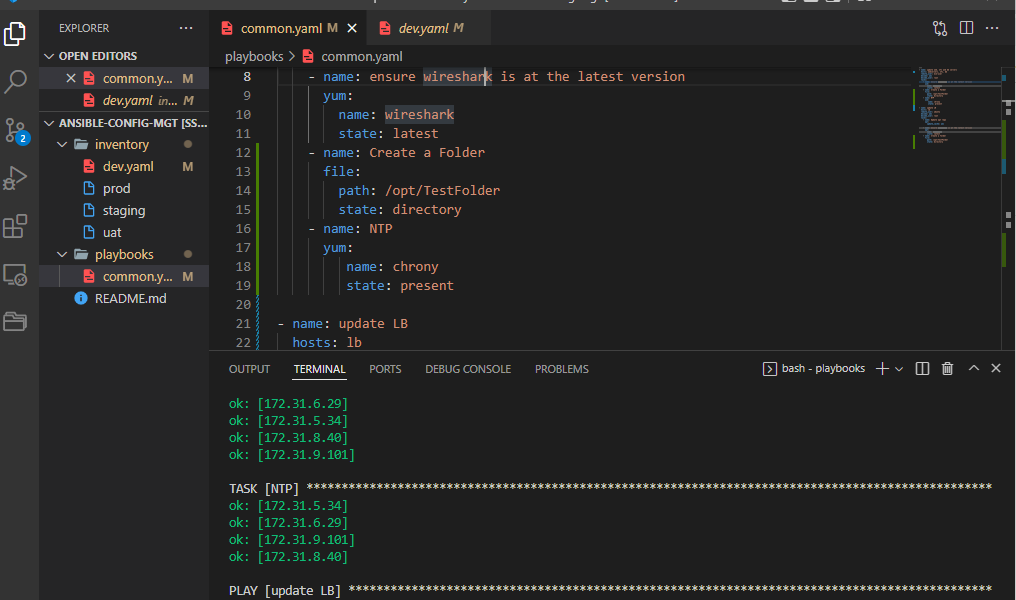 EXPLORER ···
common.yaml M ×
dev.yaml M
OPEN EDITORS
× common.y... M
dev.yaml in... M
ANSIBLE-CONFIG-MGT [SS...
inventory
dev.yaml M
prod
staging
uat
playbooks
common.y... M
README.md
2
playbooks > common.yaml
8 - name: ensure wireshark is at the latest version
9 yum:
10 name: wireshark
11 state: latest
12 - name: Create a Folder
13 file:
14 path: /opt/TestFolder
15 state: directory
16 - name: NTP
17 yum:
18 name: chrony
19 state: present
20
21 - name: update LB
22 hosts: lb
OUTPUT TERMINAL PORTS DEBUG CONSOLE PROBLEMS
bash - playbooks
ok: [172.31.6.29]
ok: [172.31.5.34]
ok: [172.31.8.40]
ok: [172.31.9.101]
TASK [NTP] **************************************************************************************************
ok: [172.31.5.34]
ok: [172.31.6.29]
ok: [172.31.9.101]
ok: [172.31.8.40]
PLAY [update LB] ********************************************************************************************